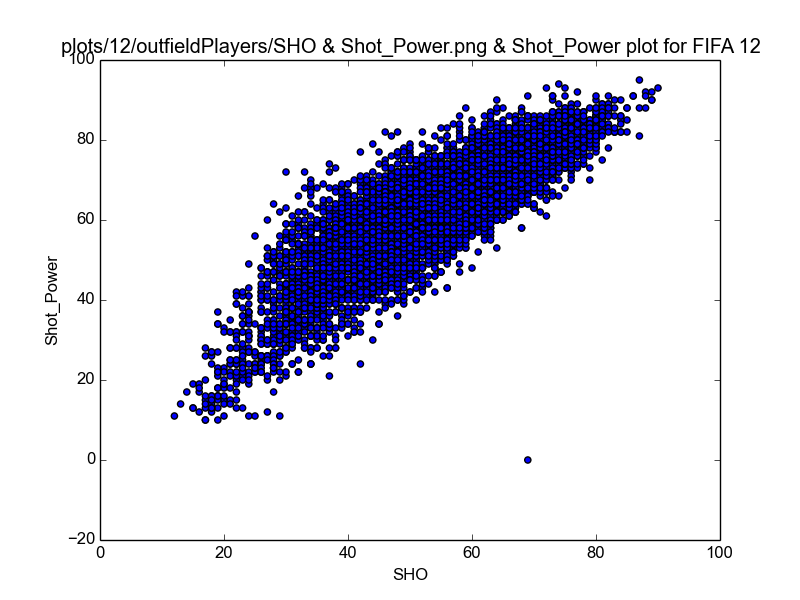 plots/12/outfieldPlayers/SHO & Shot_Power.png & Shot_Power plot for FIFA 12
100
80
60
40
20
0
−20
Shot_Power
0 20 40 60 80 100
SHO